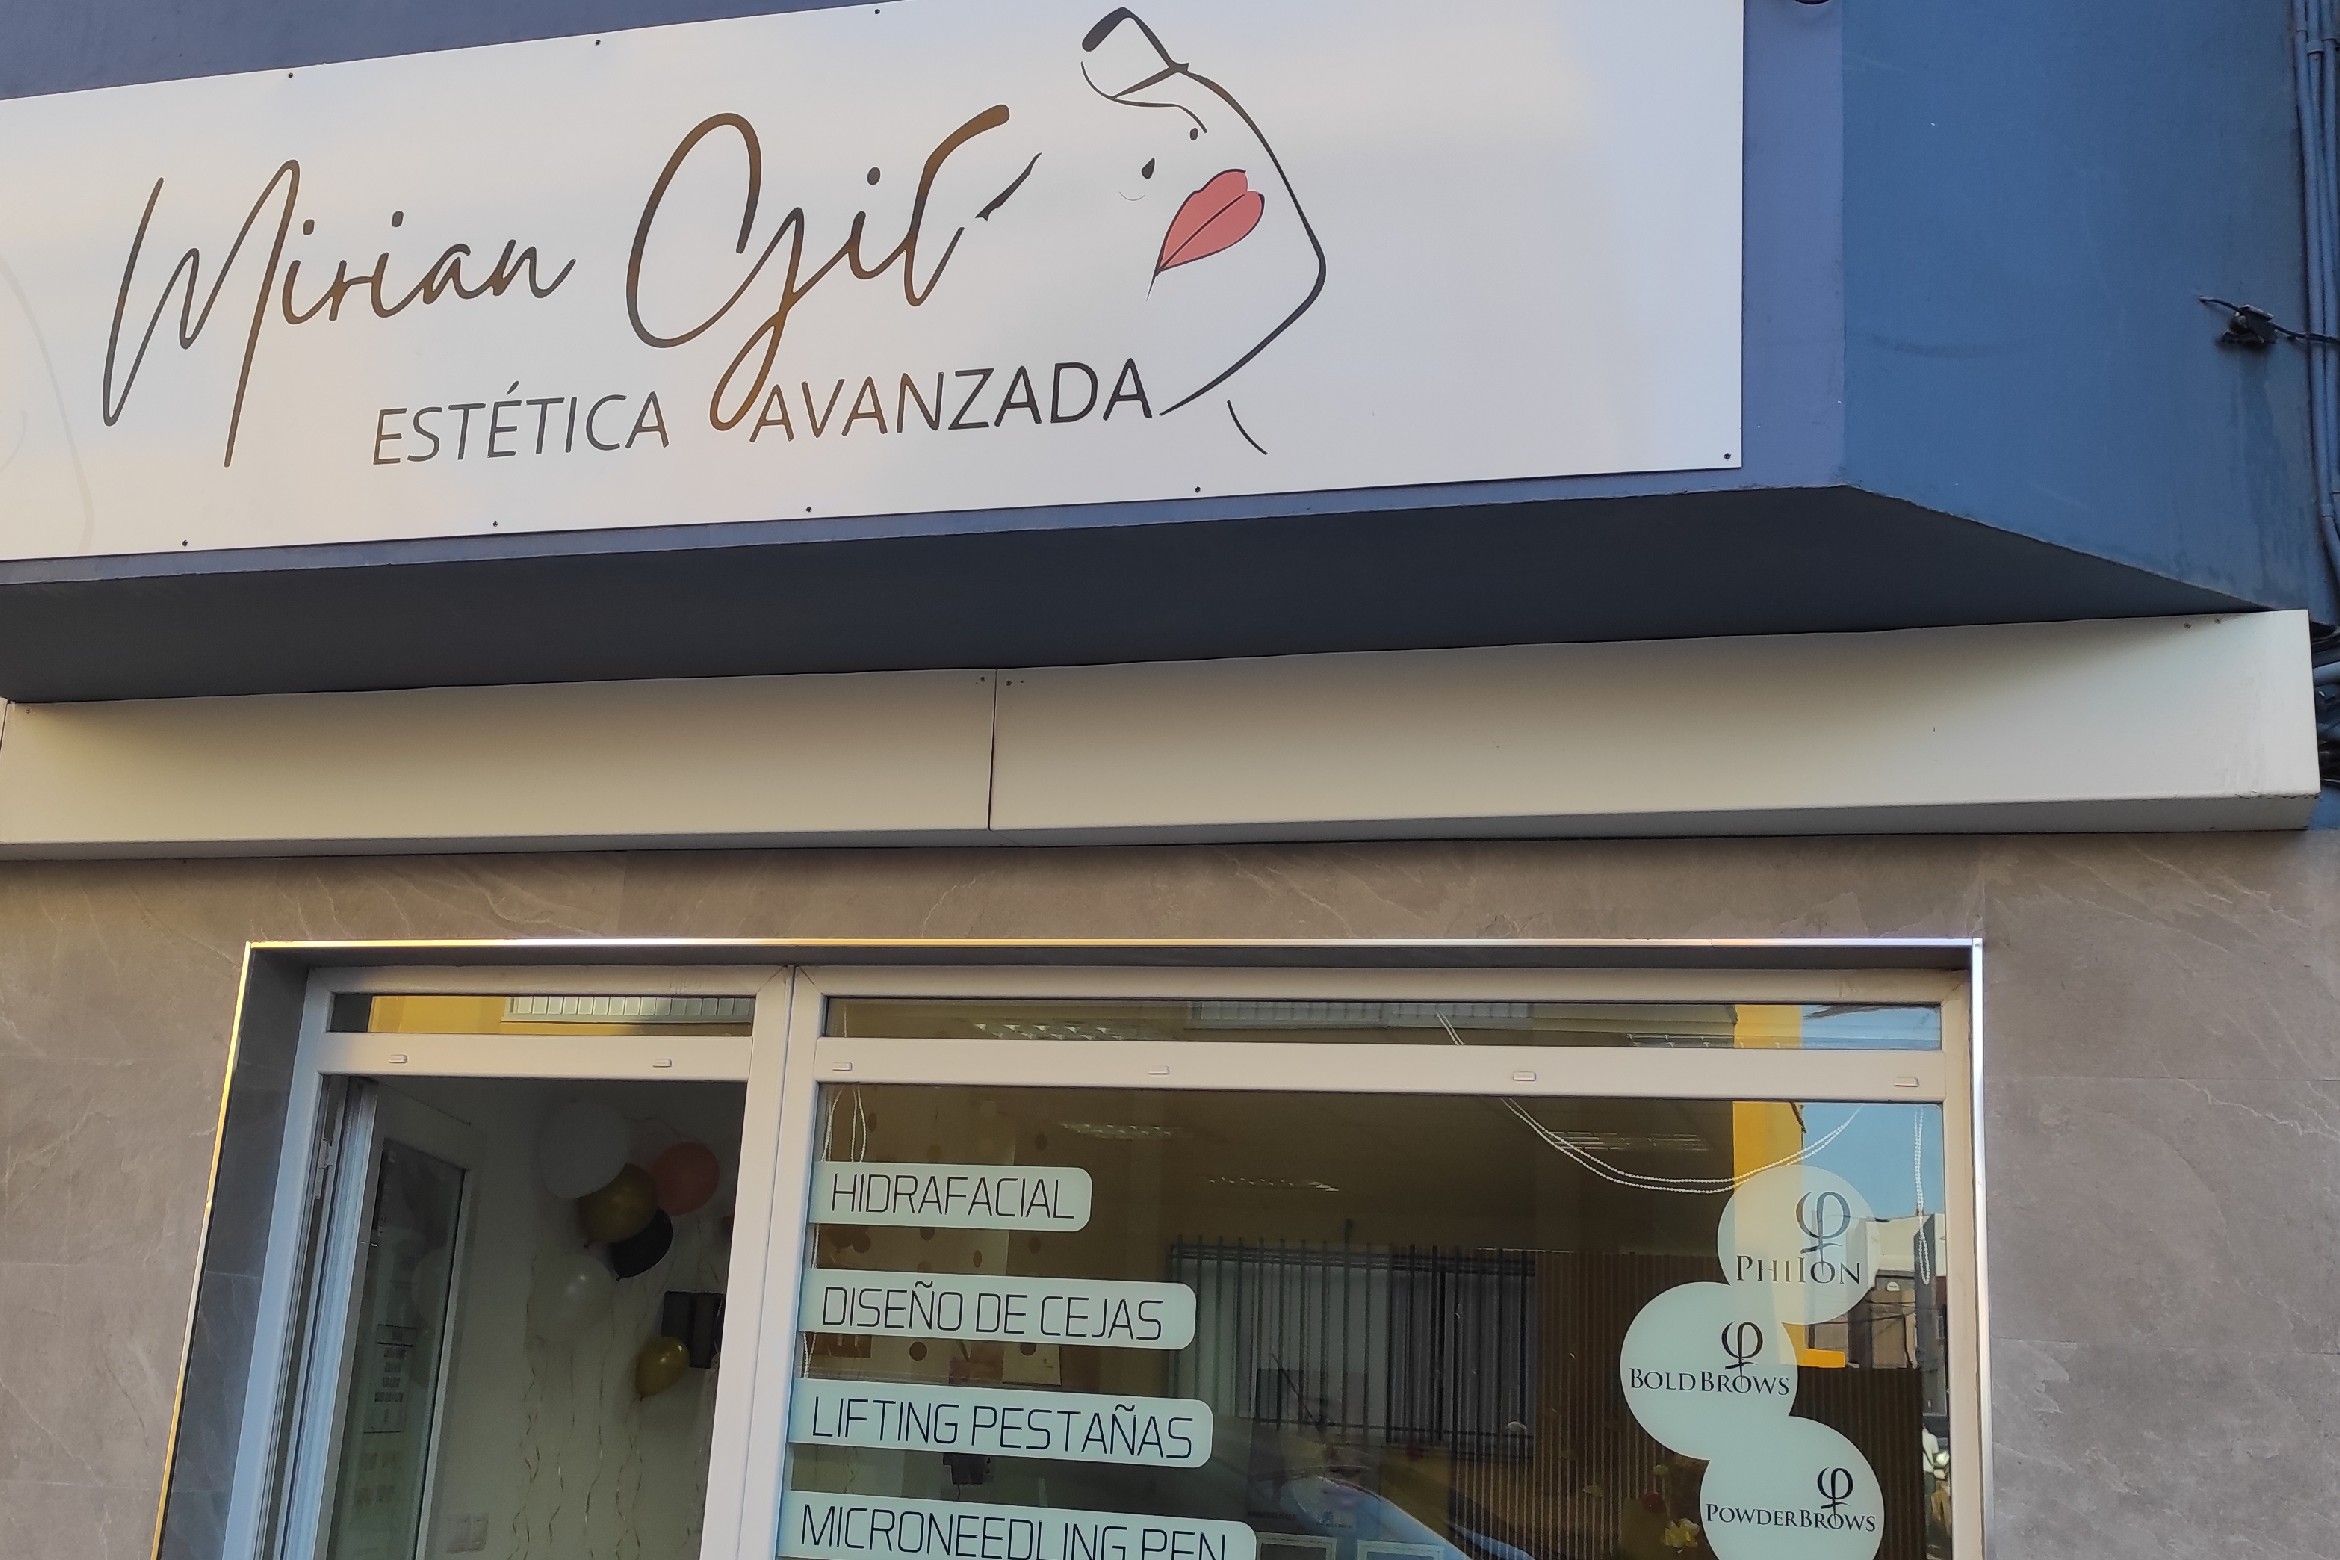 Mirian Gil
ESTÉTICA AVANZADA
HIDRAFACIAL
DISEÑO DE CEJAS
LIFTING PESTAÑAS
MICRONEEDLING PEN
φ
PHIION
φ
BOLDBROWS
φ
POWDERBROWS